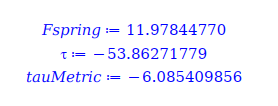 Fspring := 11.97844770
τ := −53.86271779
tauMetric := −6.085409856